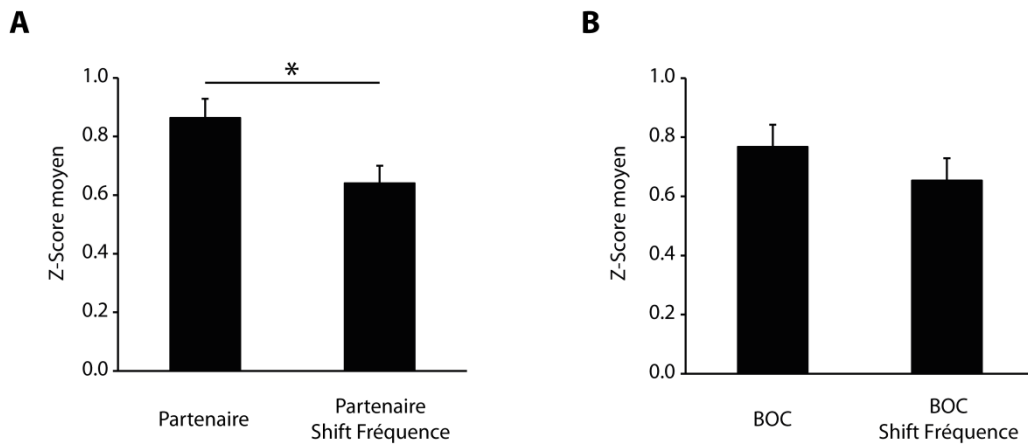 A
*
1.0
0.8
0.6
0.4
0.2
0.0
Z-Score moyen
Partenaire
Partenaire
Shift Fréquence
B
1.0
0.8
0.6
0.4
0.2
0.0
Z-Score moyen
BOC
BOC
Shift Fréquence